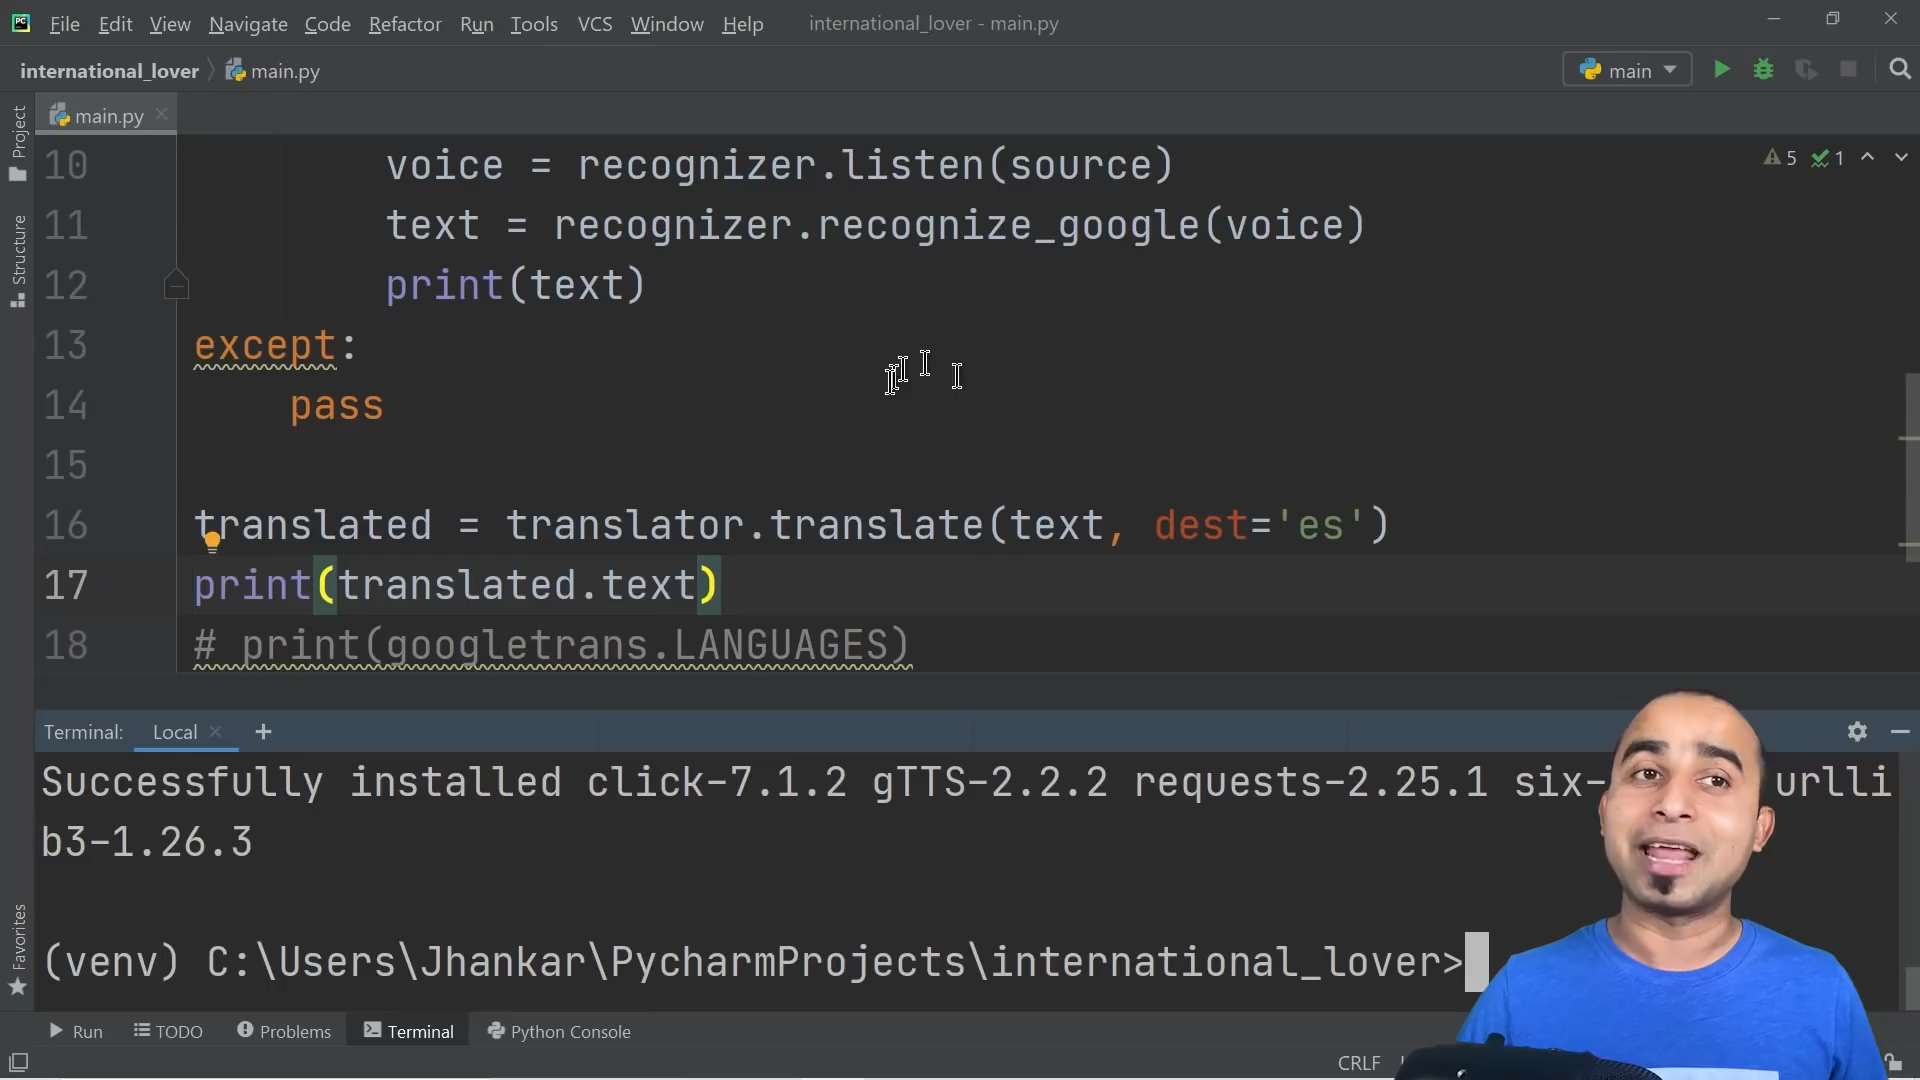 PC File Edit View Navigate Code Refactor Run Tools VCS Window Help international_lover - main.py
international_lover main.py main
main.py
Project
Structure
Favorites
5 1
10 voice = recognizer.listen(source)
11 text = recognizer.recognize_google(voice)
12 print(text)
13 except:
14 pass
15
16 translated = translator.translate(text, dest='es')
17 print(translated.text)
18 # print(googletrans.LANGUAGES)
Terminal: Local +
Successfully installed click-7.1.2 gTTS-2.2.2 requests-2.25.1 six- urlli
b3-1.26.3
(venv) C:\Users\Jhankar\PycharmProjects\international_lover>
Run TODO Problems Terminal Python Console
CRLF